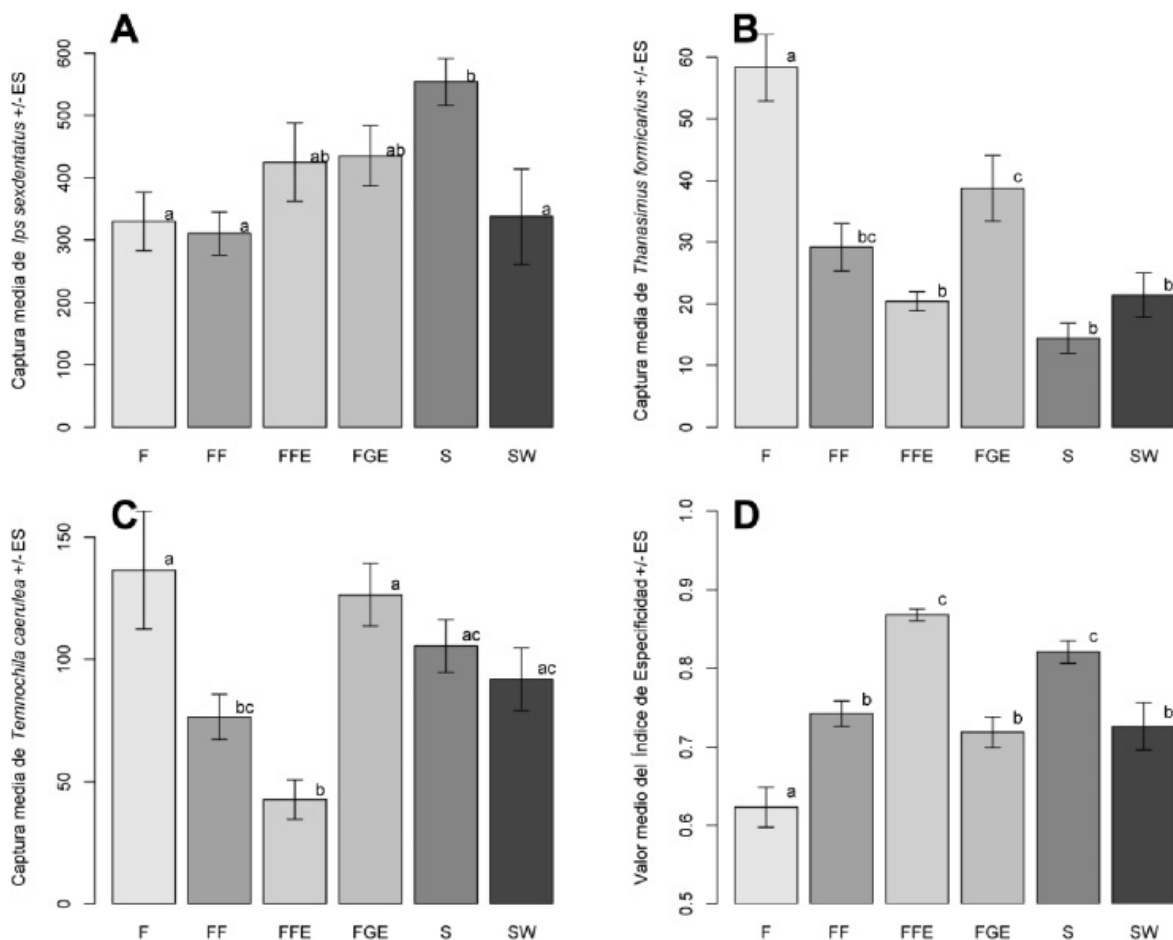 A
Captura media de Ips sexdentatus +/- ES
600
500
400
300
200
100
0
a
a
ab
ab
b
a
F FF FFE FGE S SW
B
Captura media de Thanasimus formicarius +/- ES
60
50
40
30
20
10
0
a
bc
b
c
b
b
F FF FFE FGE S SW
C
Captura media de Temnochila caerulea +/- ES
150
100
50
0
a
bc
b
a
ac
ac
F FF FFE FGE S SW
D
Valor medio del Índice de Especificidad +/- ES
1.0
0.9
0.8
0.7
0.6
0.5
a
b
c
b
c
b
F FF FFE FGE S SW